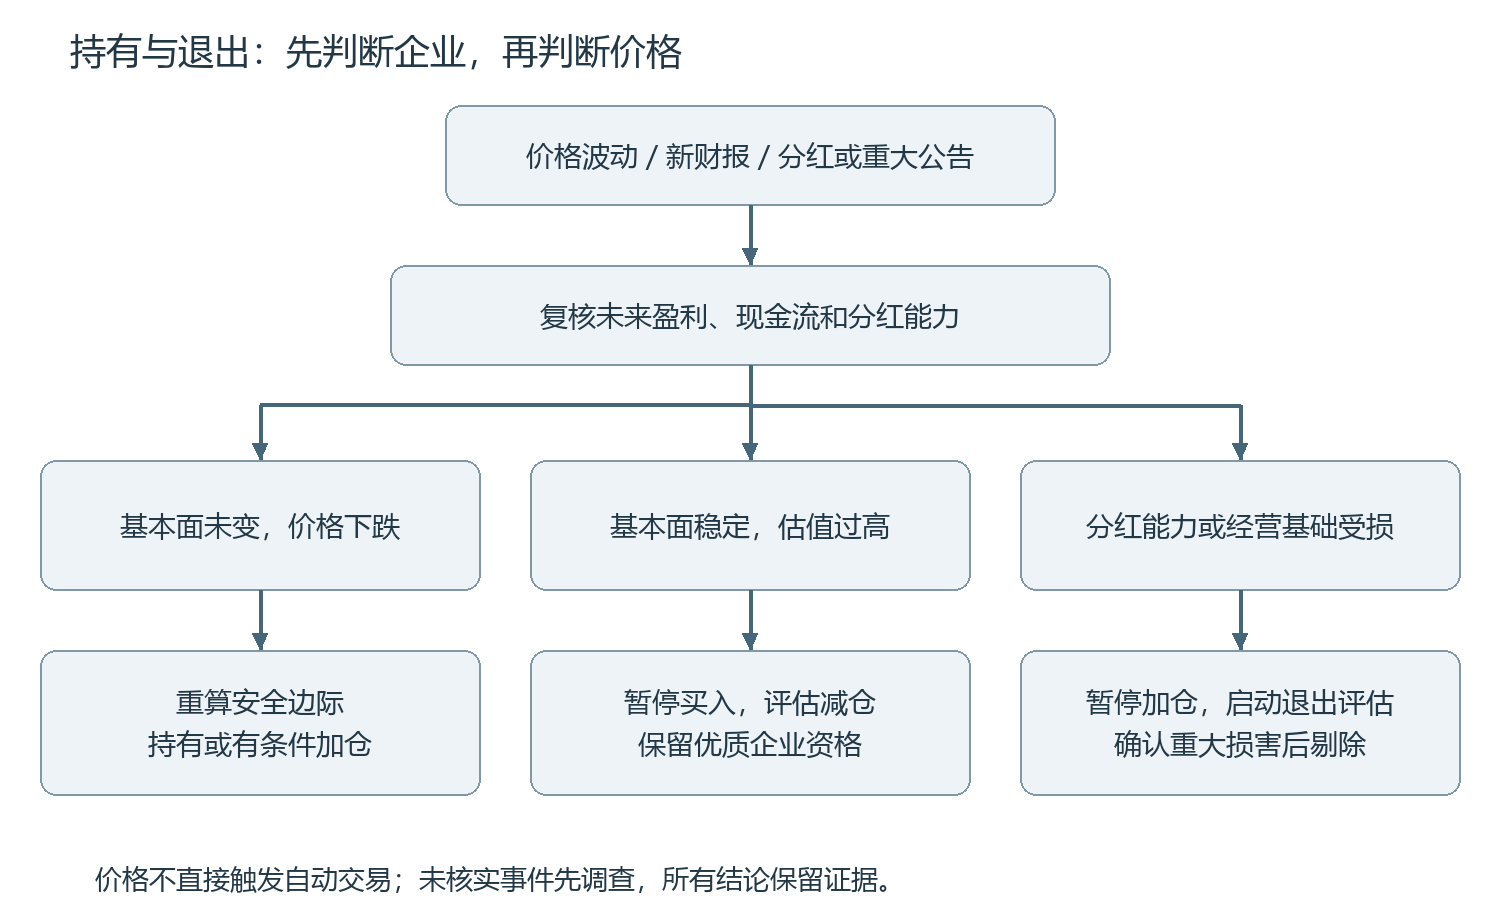 持有与退出：先判断企业，再判断价格
价格波动 / 新财报 / 分红或重大公告
复核未来盈利、现金流和分红能力
基本面未变，价格下跌
基本面稳定，估值过高
分红能力或经营基础受损
重算安全边际
持有或有条件加仓
暂停买入，评估减仓
保留优质企业资格
暂停加仓，启动退出评估
确认重大损害后剔除
价格不直接触发自动交易；未核实事件先调查，所有结论保留证据。